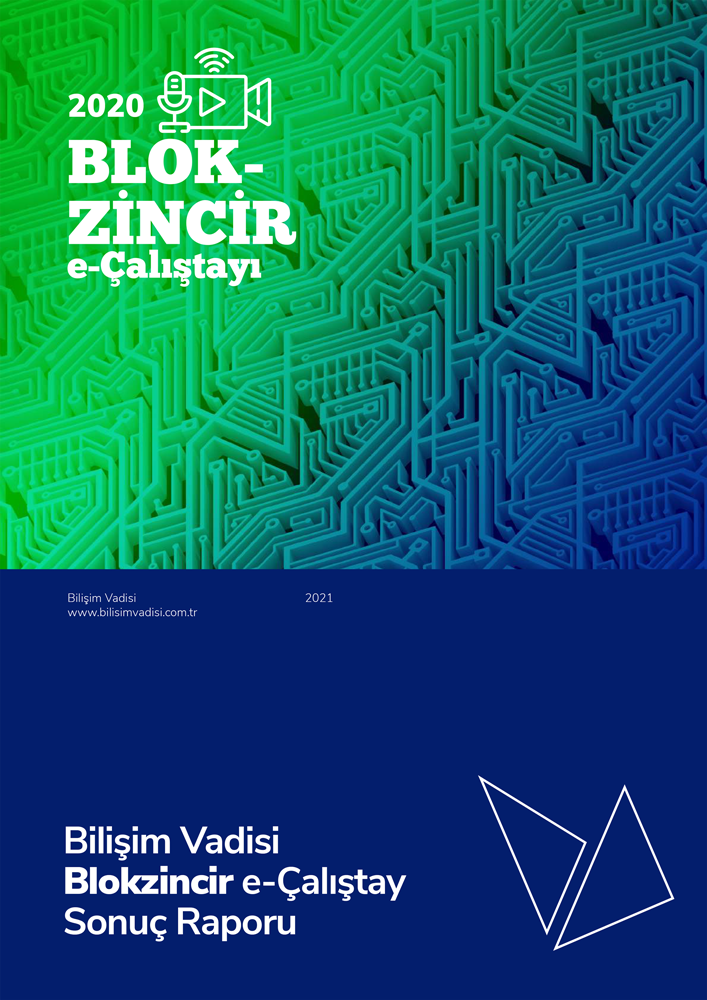 2020
BLOK-
ZİNCİR
e-Çalıştayı
Bilişim Vadisi
www.bilisimvadisi.com.tr
2021
Bilişim Vadisi
Blokzincir e-Çalıştay
Sonuç Raporu